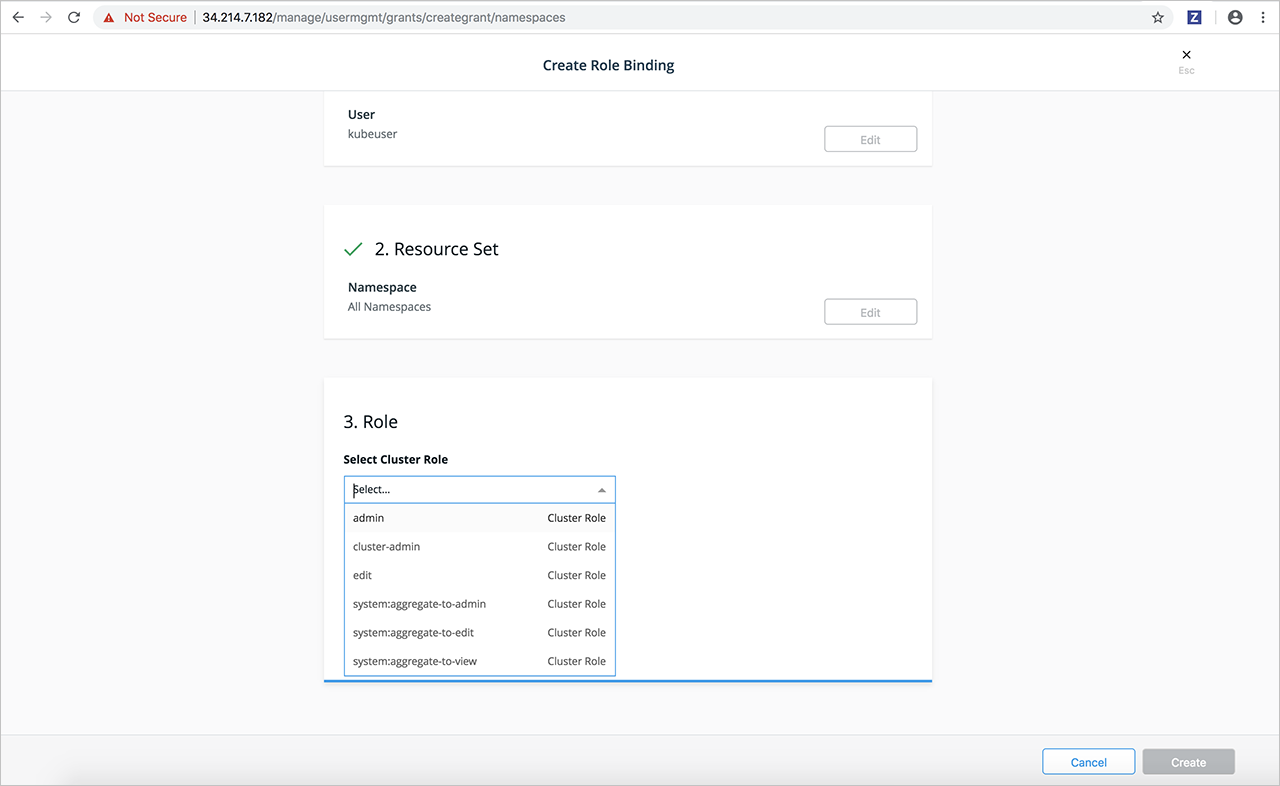 Not Secure | 34.214.7.182/manage/usermgmt/grants/creategrant/namespaces
Z
Create Role Binding
Esc
User
kubeuser
Edit
2. Resource Set
Namespace
All Namespaces
Edit
3. Role
Select Cluster Role
Select...
admin Cluster Role
cluster-admin Cluster Role
edit Cluster Role
system:aggregate-to-admin Cluster Role
system:aggregate-to-edit Cluster Role
system:aggregate-to-view Cluster Role
Cancel Create